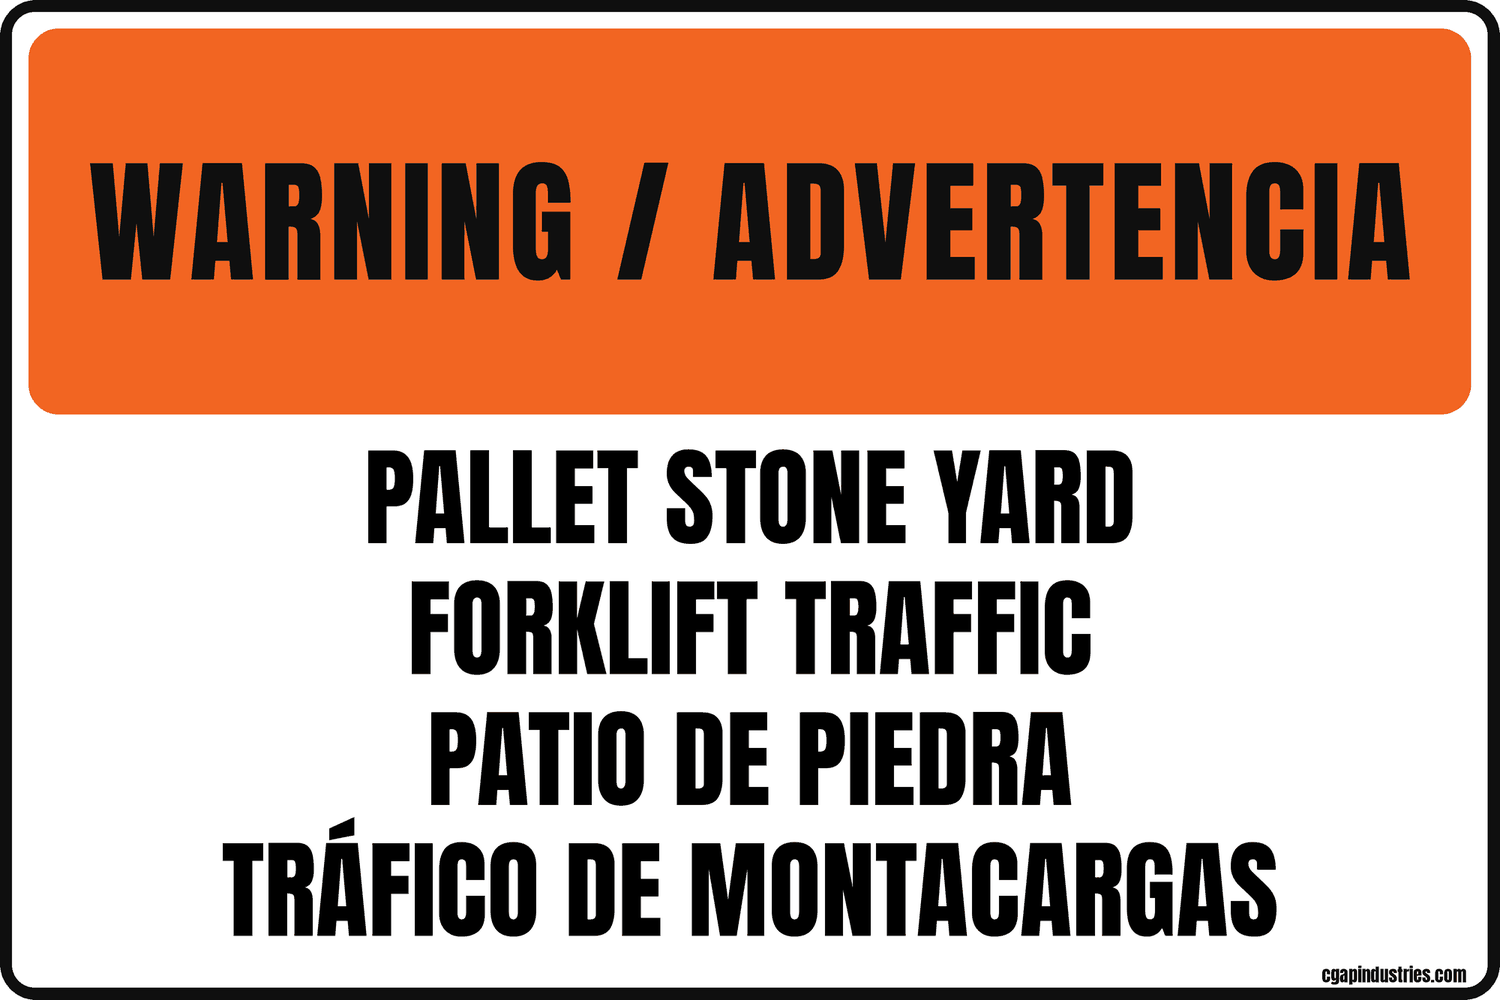 WARNING / ADVERTENCIA
PALLET STONE YARD
FORKLIFT TRAFFIC
PATIO DE PIEDRA
TRÁFICO DE MONTACARGAS
cgapindustries.com